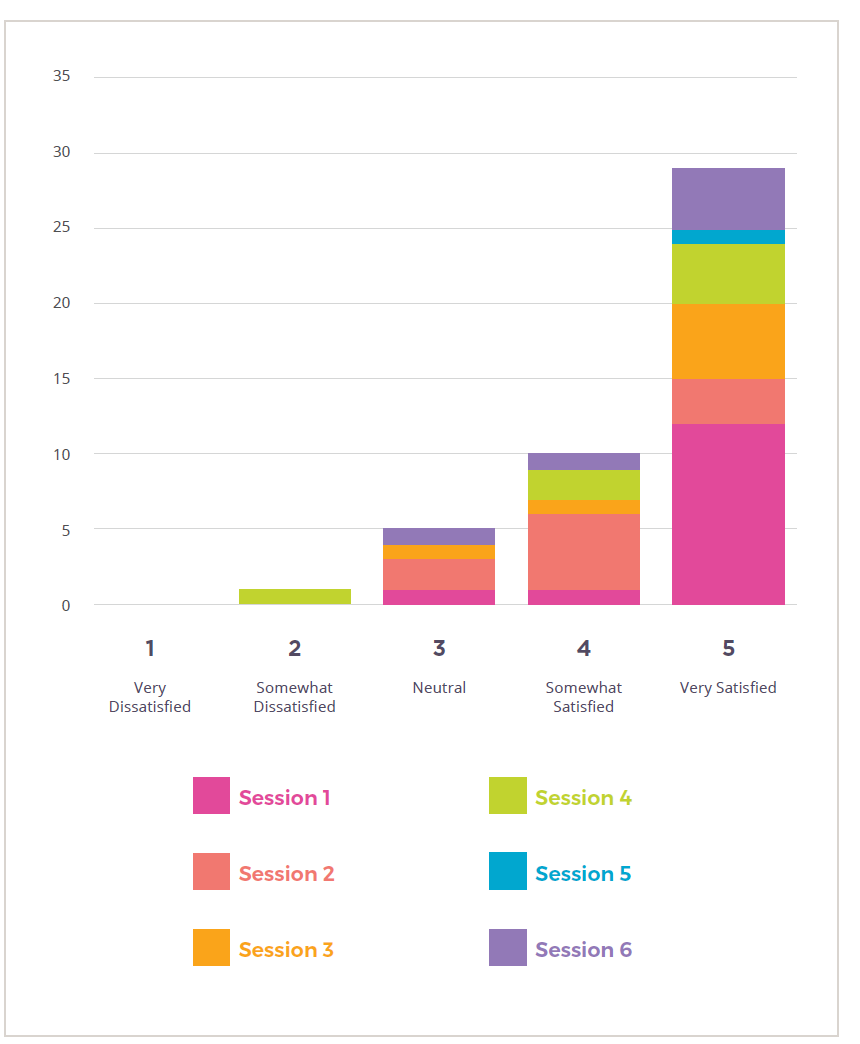 35
30
25
20
15
10
5
0
1
2
3
4
5
Very
Dissatisfied
Somewhat
Dissatisfied
Neutral
Somewhat
Satisfied
Very Satisfied
Session 1
Session 4
Session 2
Session 5
Session 3
Session 6